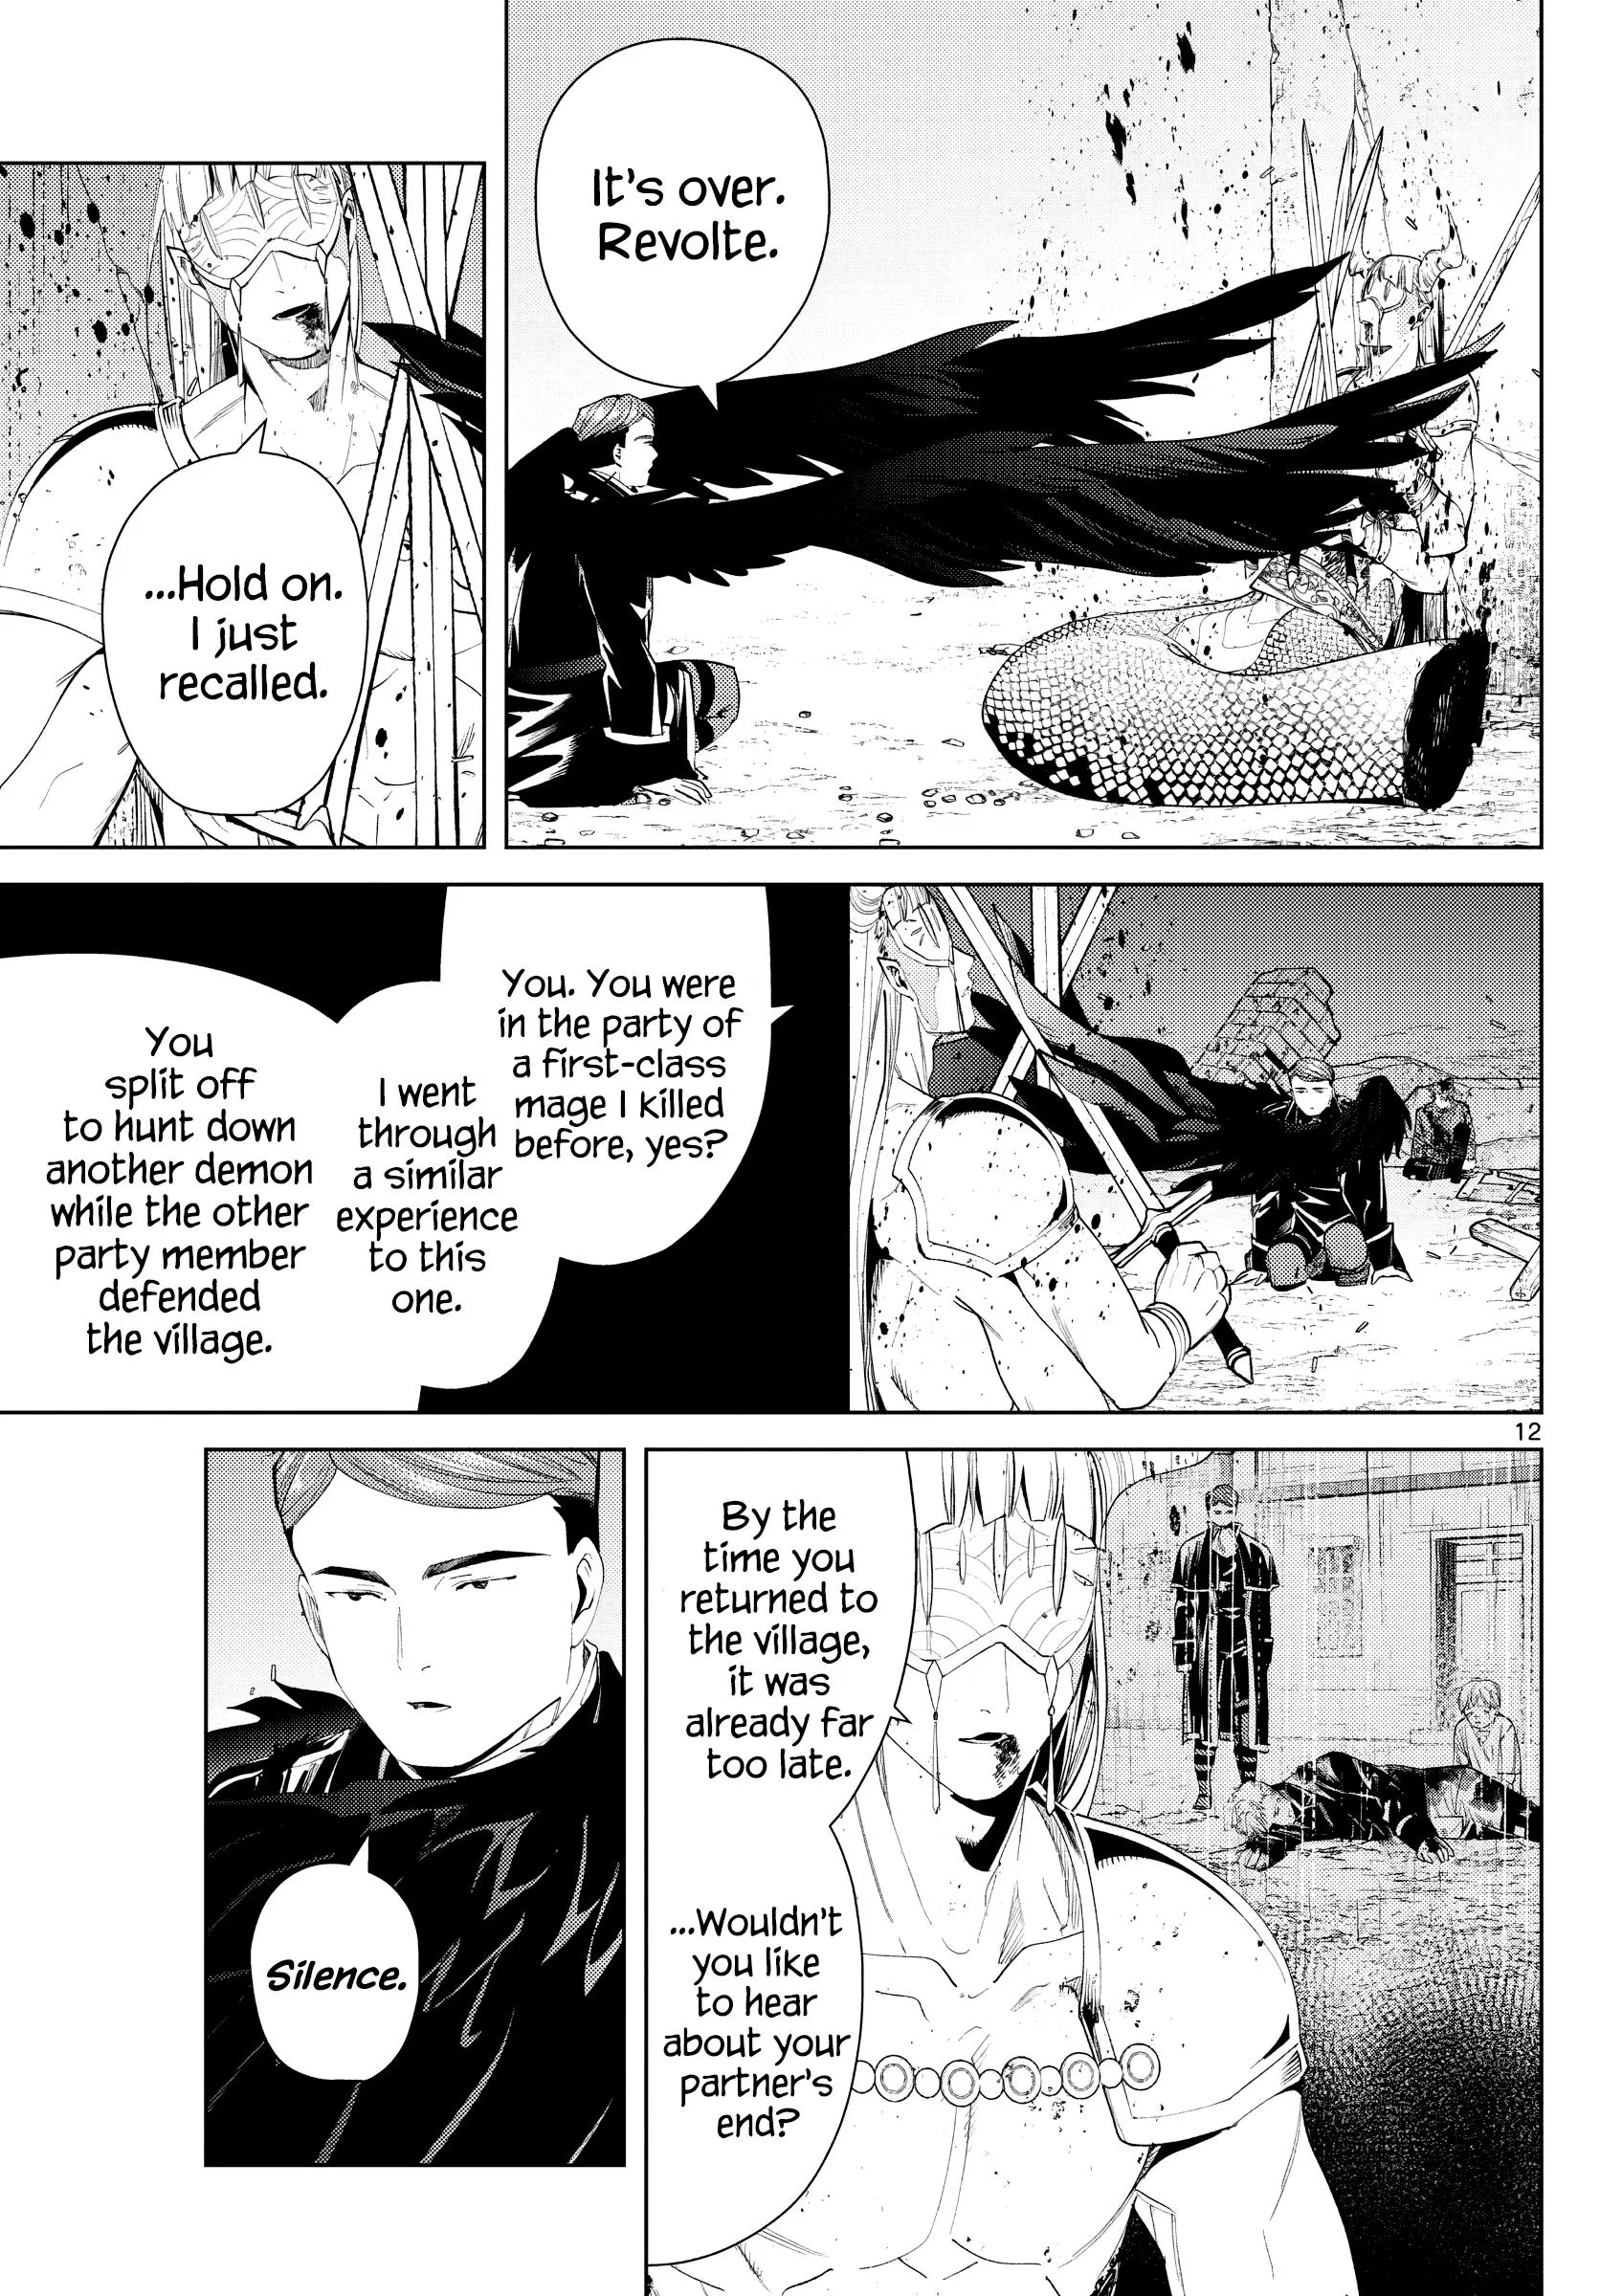 It's over.
Revolte.
...Hold on.
I just
recalled.
You. You were
in the party of
a first-class
mage I killed
before, yes?
I went
through
a similar
experience
to this
one.
You
split off
to hunt down
another demon
while the other
party member
defended
the village.
12
By the
time you
returned to
the village,
it was
already far
too late.
...Wouldn't
you like
to hear
about your
partner's
end?
Silence.